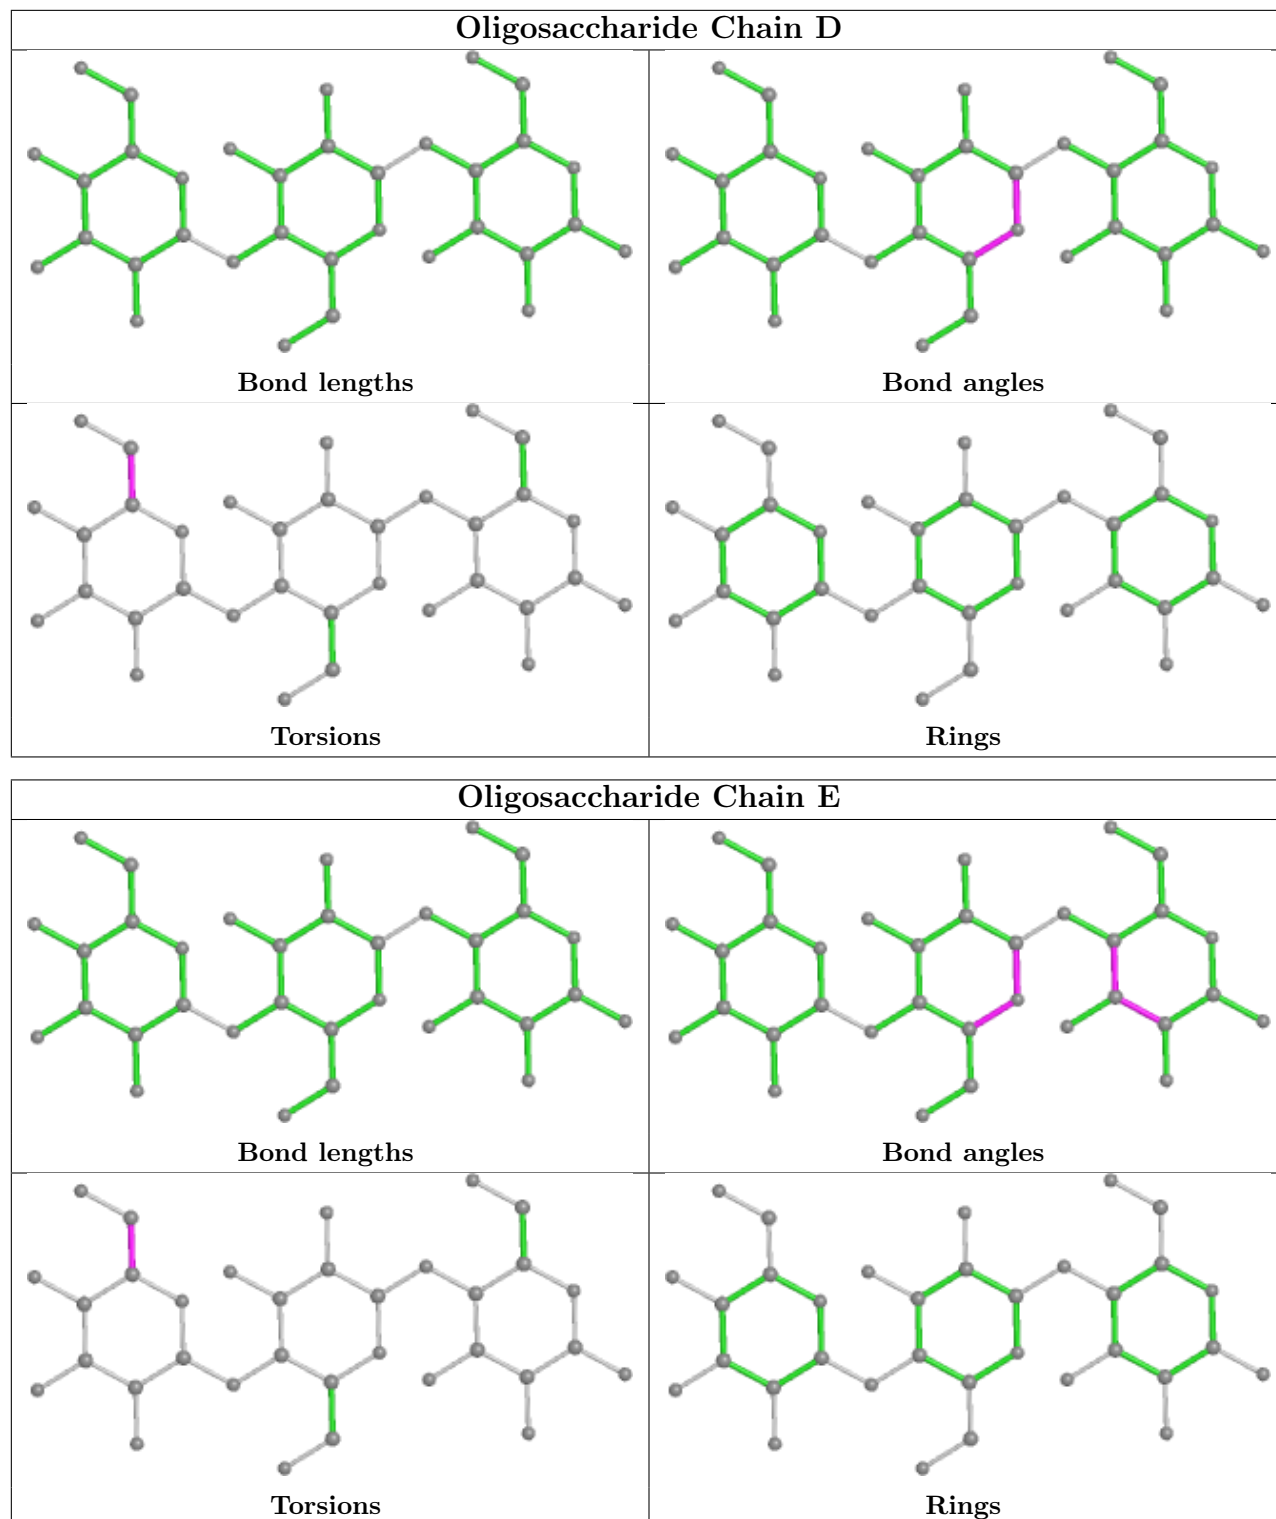 Oligosaccharide Chain D
Bond lengths
Bond angles
Torsions
Rings
Oligosaccharide Chain E
Bond lengths
Bond angles
Torsions
Rings